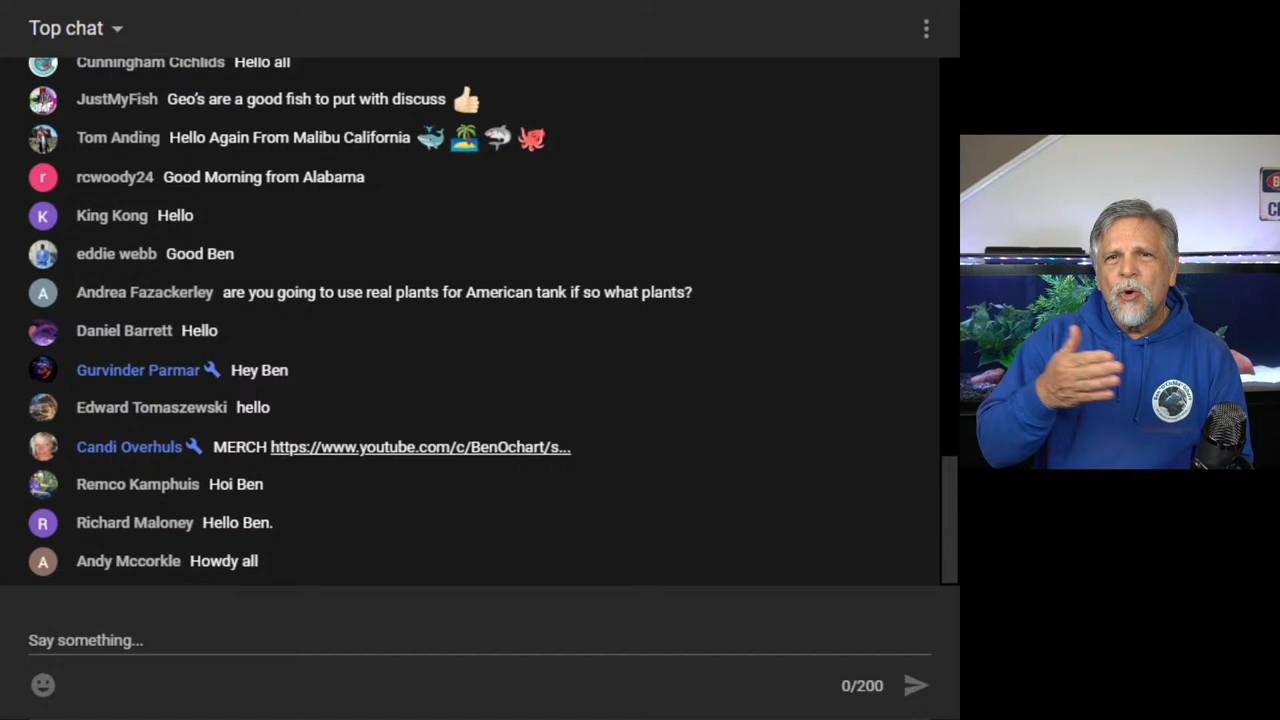 Top chat
Cunningham Cichlids Hello all
JustMyFish Geo's are a good fish to put with discuss
Tom Anding Hello Again From Malibu California
r rcwoody24 Good Morning from Alabama
K King Kong Hello
eddie webb Good Ben
A Andrea Fazackerley are you going to use real plants for American tank if so what plants?
Daniel Barrett Hello
Gurvinder Parmar Hey Ben
Edward Tomaszewski hello
Candi Overhuls MERCH https://www.youtube.com/c/BenOchart/s...
Remco Kamphuis Hoi Ben
R Richard Maloney Hello Ben.
A Andy Mccorkle Howdy all
Say something...
0/200